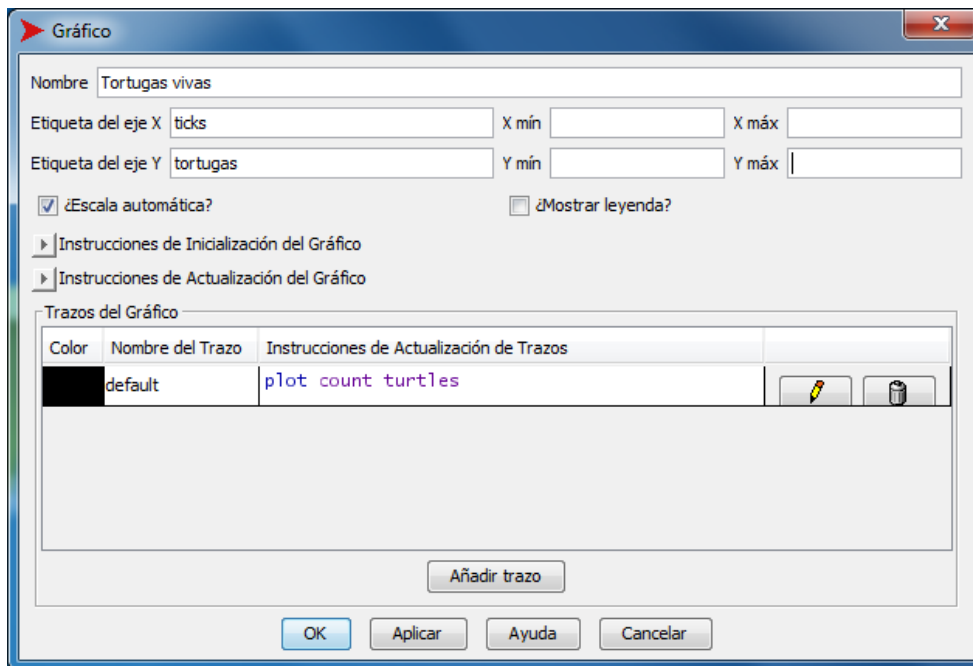 Gráfico
Nombre Tortugas vivas
Etiqueta del eje X ticks X mín X máx
Etiqueta del eje Y tortugas Y mín Y máx
¿Escala automática? ¿Mostrar leyenda?
Instrucciones de Inicialización del Gráfico
Instrucciones de Actualización del Gráfico
Trazos del Gráfico
Color Nombre del Trazo Instrucciones de Actualización de Trazos
default plot count turtles
Añadir trazo
OK Aplicar Ayuda Cancelar